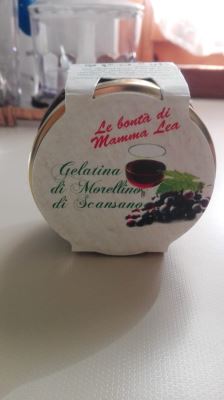 Le bontà di
Mamma Lea
Gelatina
di Morellino
di Scansano